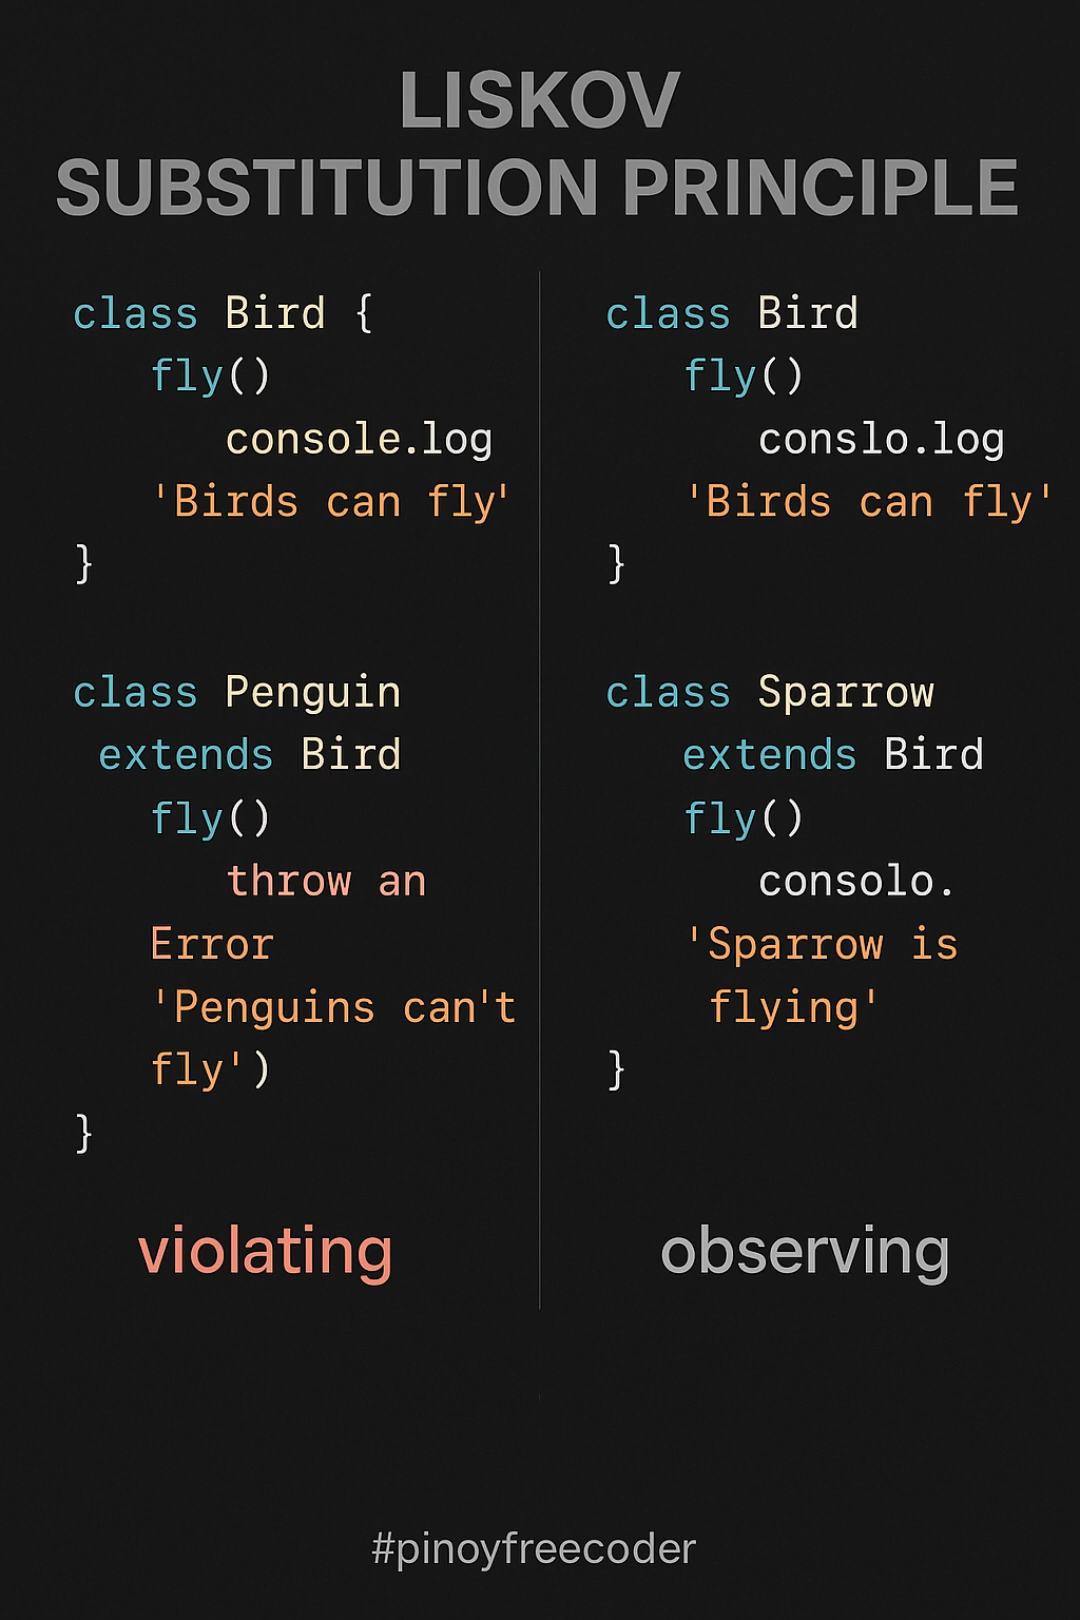 LISKOV
SUBSTITUTION PRINCIPLE
class Bird {
fly()
console.log
'Birds can fly'
}
class Penguin
extends Bird
fly()
throw an
Error
'Penguins can't
fly')
}
violating
class Bird
fly()
conslo.log
'Birds can fly'
}
class Sparrow
extends Bird
fly()
consolo.
'Sparrow is
flying'
}
observing
#pinoyfreecoder